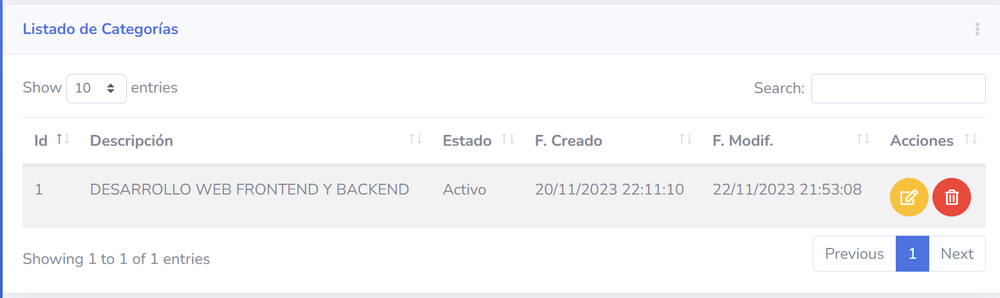 Listado de Categorías
Show 10 entries
Search:
Id Descripción Estado F. Creado F. Modif. Acciones
1 DESARROLLO WEB FRONTEND Y BACKEND Activo 20/11/2023 22:11:10 22/11/2023 21:53:08
Showing 1 to 1 of 1 entries
Previous 1 Next